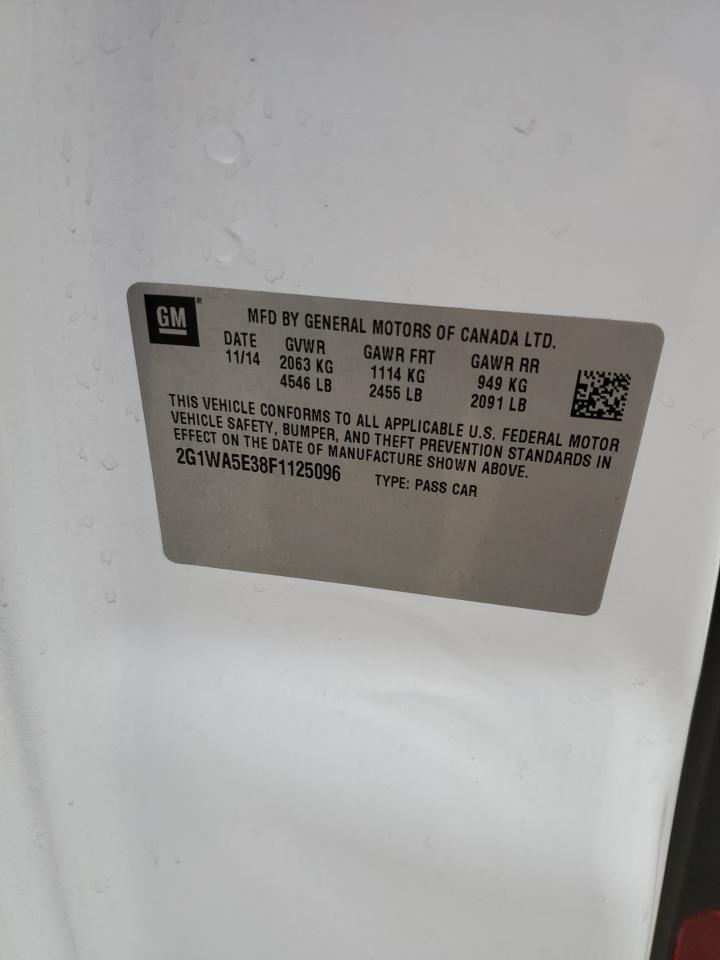 GM
MFD BY GENERAL MOTORS OF CANADA LTD.
DATE GVWR GAWR FRT GAWR RR
11/14 2063 KG 1114 KG 949 KG
4546 LB 2455 LB 2091 LB
THIS VEHICLE CONFORMS TO ALL APPLICABLE U.S. FEDERAL MOTOR
VEHICLE SAFETY, BUMPER, AND THEFT PREVENTION STANDARDS IN
EFFECT ON THE DATE OF MANUFACTURE SHOWN ABOVE.
2G1WA5E38F1125096 TYPE: PASS CAR